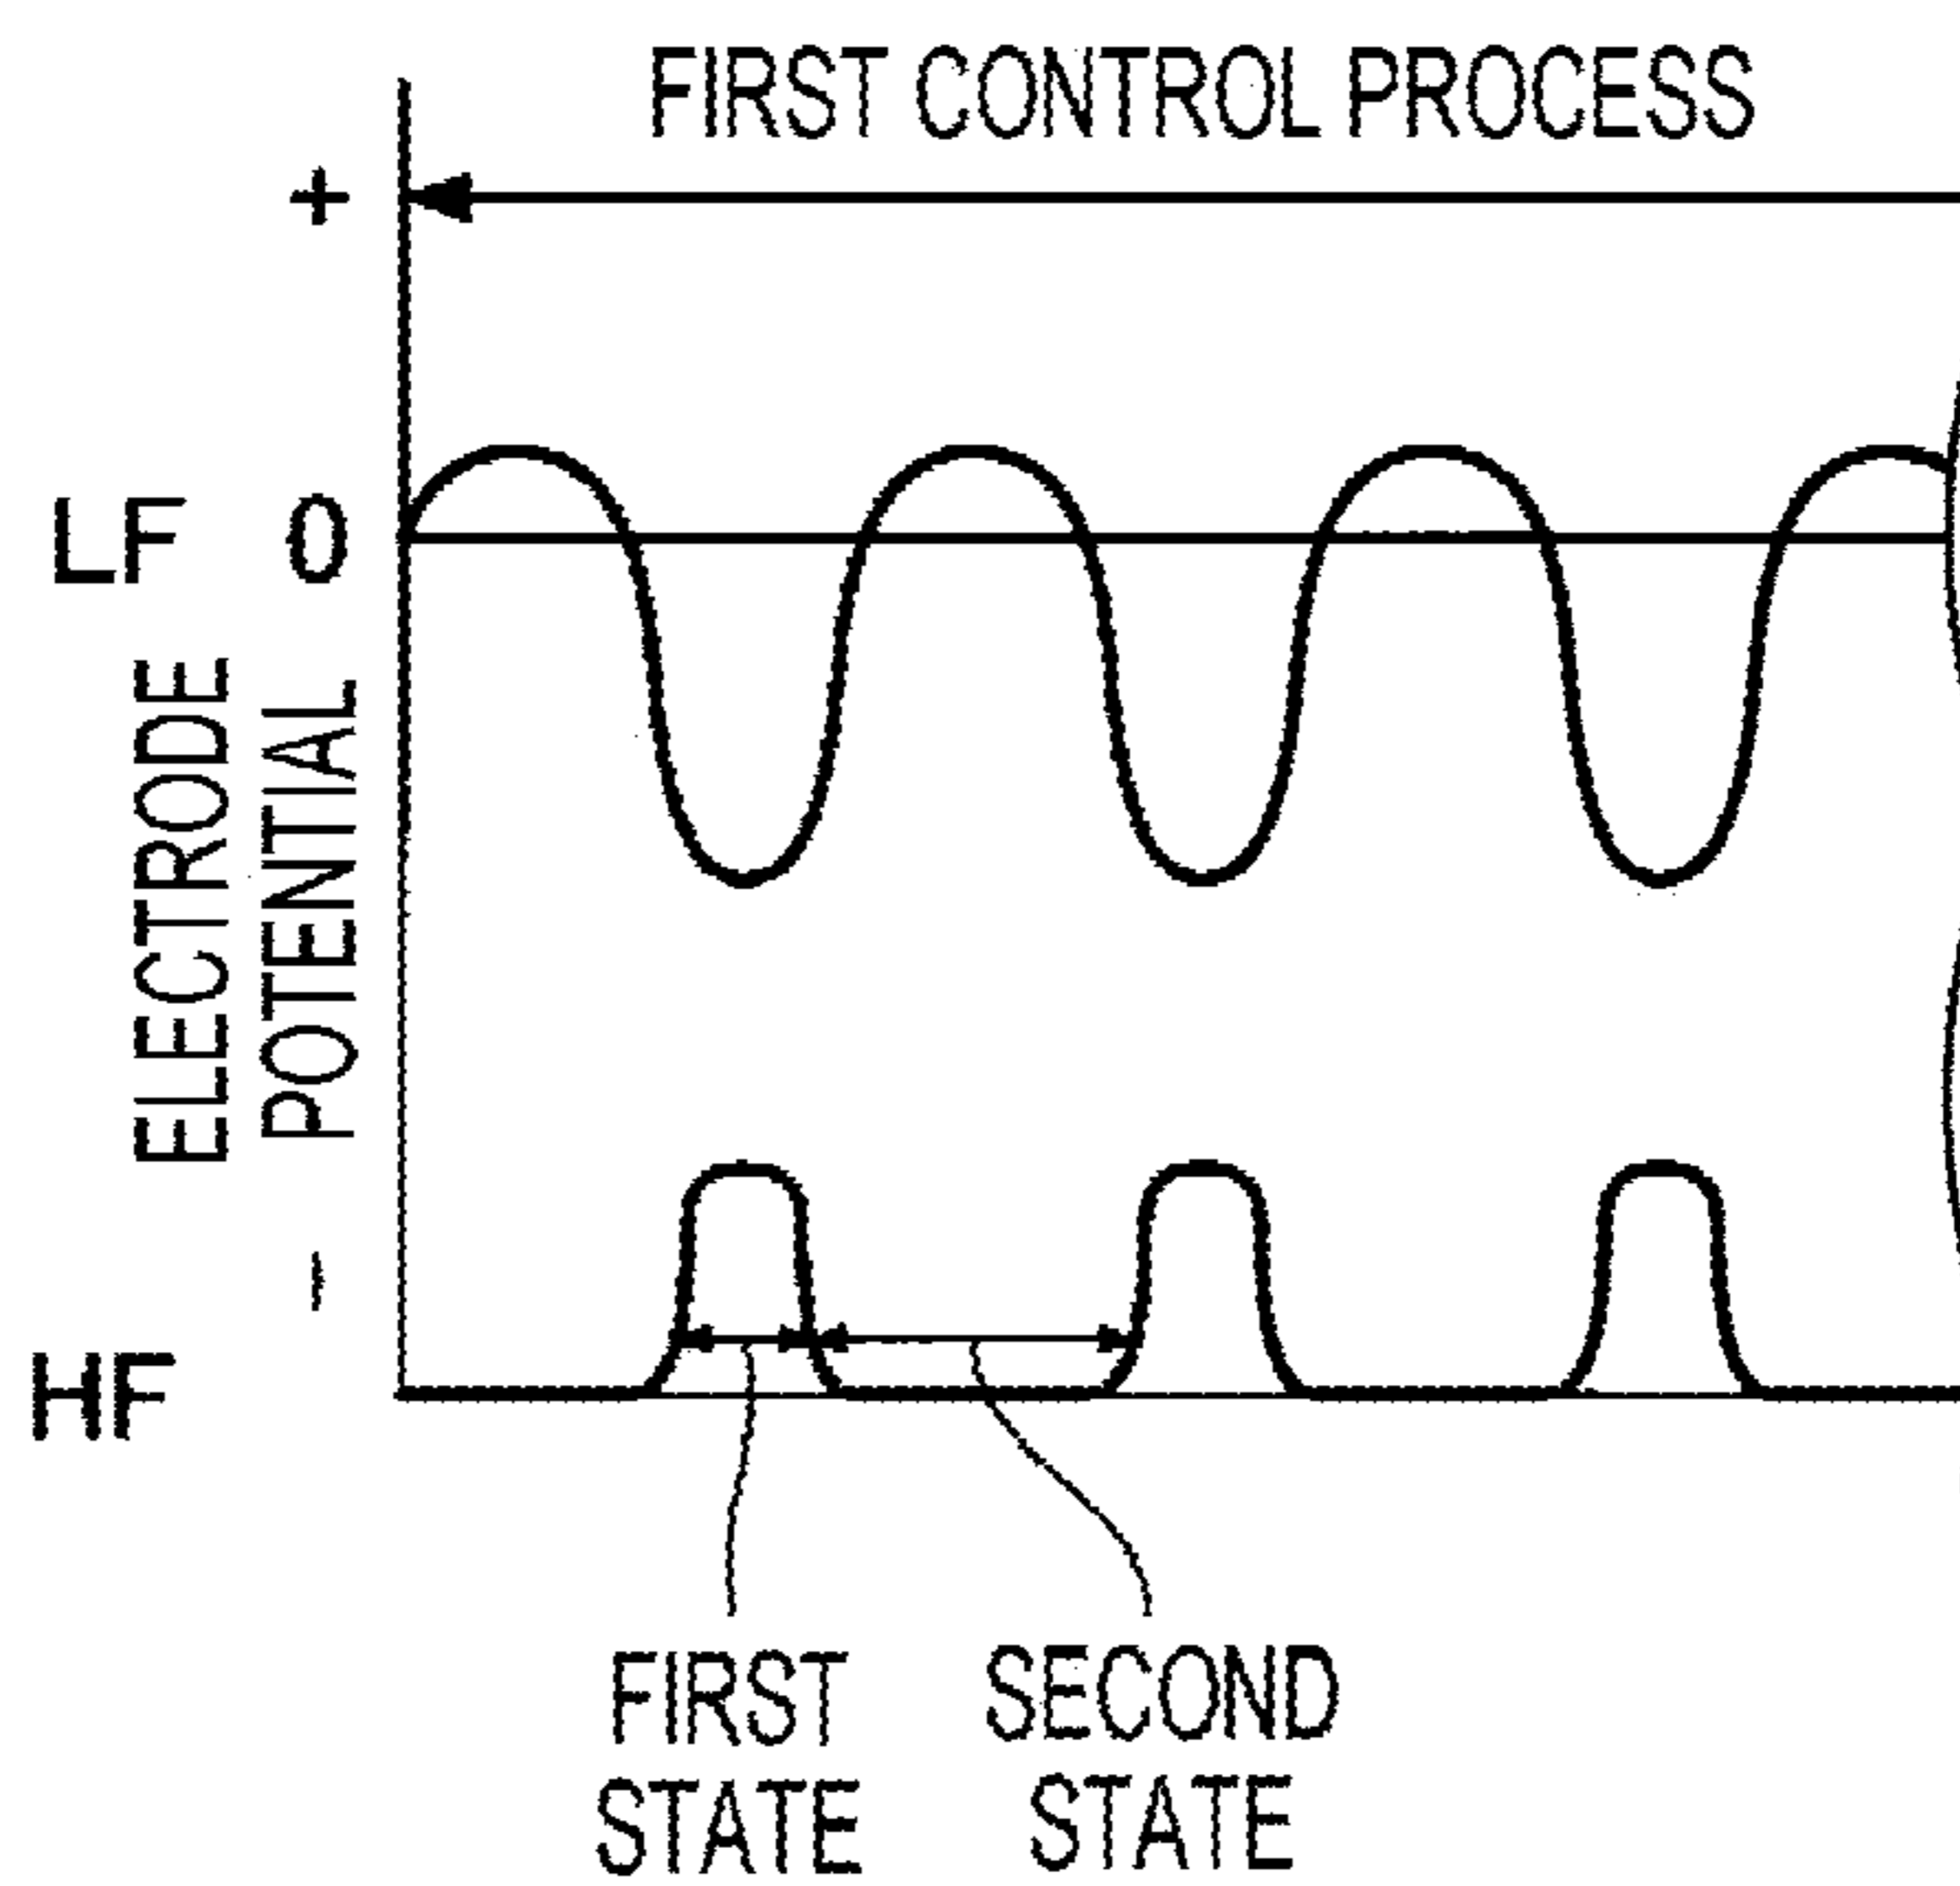 FIRST CONTROL PROCESS
+
LF 0
ELECTRODE
POTENTIAL
-
HF
FIRST
STATE
SECOND
STATE